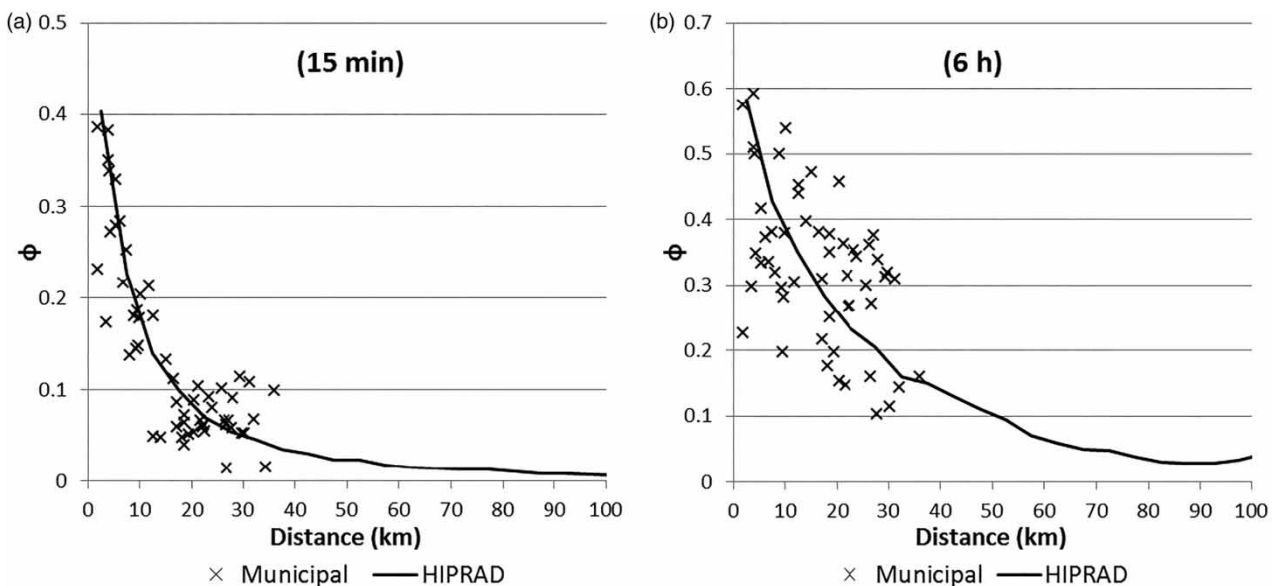 (a)
(15 min)
0.5
0.4
0.3
0.2
0.1
0
Φ
0 10 20 30 40 50 60 70 80 90 100
Distance (km)
× Municipal — HIPRAD
(b)
(6 h)
0.7
0.6
0.5
0.4
0.3
0.2
0.1
0
Φ
0 10 20 30 40 50 60 70 80 90 100
Distance (km)
× Municipal — HIPRAD